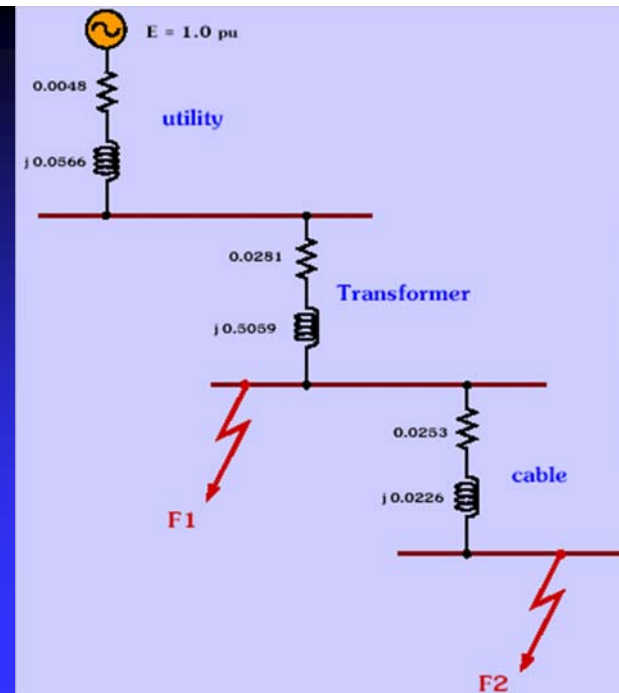 E = 1.0 pu
0.0048
utility
j 0.0566
0.0281
Transformer
j 0.5059
0.0253
cable
j 0.0226
F1
F2